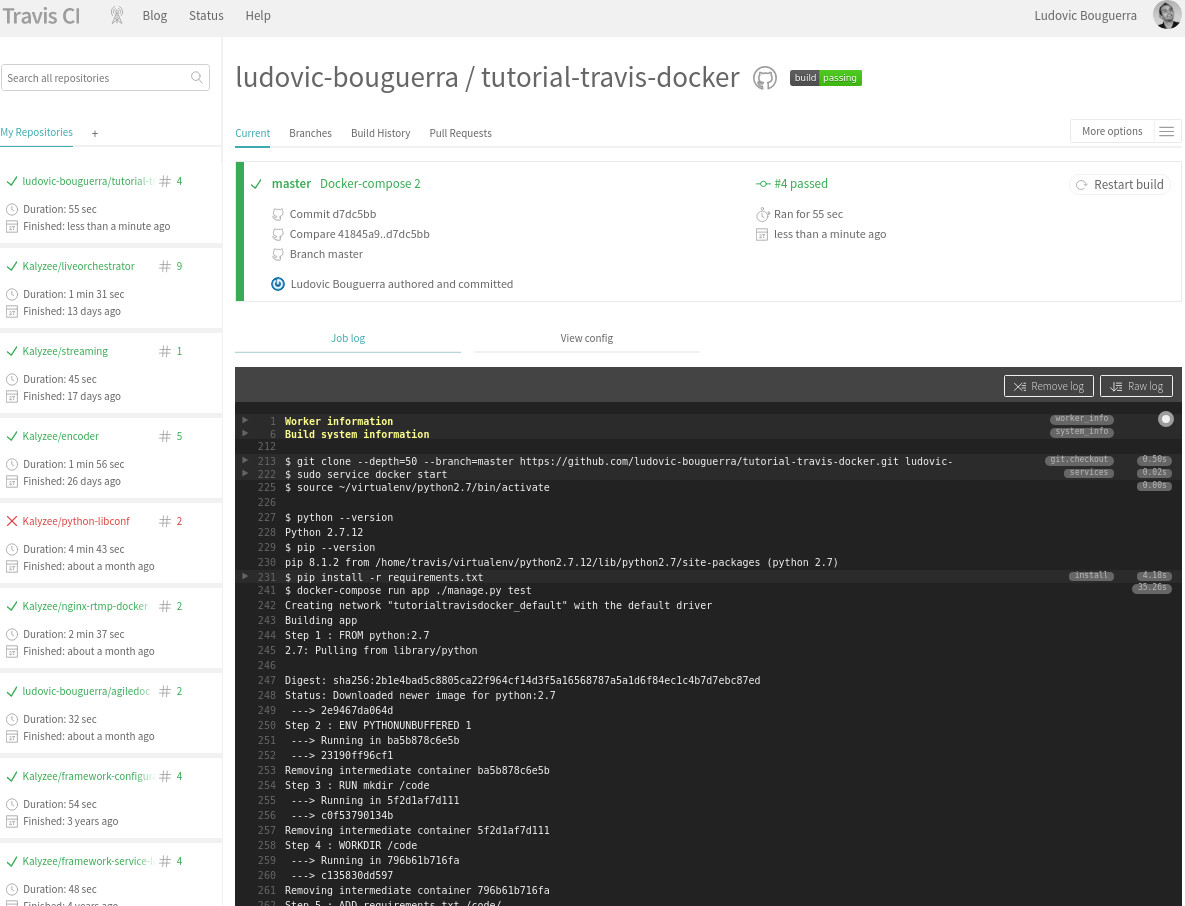 Travis CI Blog Status Help Ludovic Bouguerra
Search all repositories
ludovic-bouguerra / tutorial-travis-docker build passing
My Repositories +
Current Branches Build History Pull Requests More options
ludovic-bouguerra/tutorial-t # 4
Duration: 55 sec
Finished: less than a minute ago
Kalyzee/liveorchestrator # 9
Duration: 1 min 31 sec
Finished: 13 days ago
Kalyzee/streaming # 1
Duration: 45 sec
Finished: 17 days ago
Kalyzee/encoder # 5
Duration: 1 min 56 sec
Finished: 26 days ago
Kalyzee/python-libconf # 2
Duration: 4 min 43 sec
Finished: about a month ago
Kalyzee/nginx-rtmp-docker # 2
Duration: 2 min 37 sec
Finished: about a month ago
ludovic-bouguerra/agiledoc # 2
Duration: 32 sec
Finished: about a month ago
Kalyzee/framework-configur # 4
Duration: 54 sec
Finished: 3 years ago
Kalyzee/framework-service- # 4
Duration: 48 sec
Finished: 4 years ago
master Docker-compose 2
Commit d7dc5bb
Compare 41845a9..d7dc5bb
Branch master
Ludovic Bouguerra authored and committed
#4 passed
Ran for 55 sec
less than a minute ago
Restart build
Job log View config
Remove log Raw log
1 Worker information worker_info
6 Build system information system_info
212
213 $ git clone --depth=50 --branch=master https://github.com/ludovic-bouguerra/tutorial-travis-docker.git ludovic- git.checkout 0.50s
222 $ sudo service docker start services 0.02s
225 $ source ~/virtualenv/python2.7/bin/activate 0.00s
226
227 $ python --version
228 Python 2.7.12
229 $ pip --version
230 pip 8.1.2 from /home/travis/virtualenv/python2.7.12/lib/python2.7/site-packages (python 2.7)
231 $ pip install -r requirements.txt install 4.18s
241 $ docker-compose run app ./manage.py test 35.26s
242 Creating network "tutorialtravisdocker_default" with the default driver
243 Building app
244 Step 1 : FROM python:2.7
245 2.7: Pulling from library/python
246
247 Digest: sha256:2b1e4bad5c8805ca22f964cf14d3f5a16568787a5a1d6f84ec1c4b7d7ebc87ed
248 Status: Downloaded newer image for python:2.7
249 ---> 2e9467da064d
250 Step 2 : ENV PYTHONUNBUFFERED 1
251 ---> Running in ba5b878c6e5b
252 ---> 23190ff96cf1
253 Removing intermediate container ba5b878c6e5b
254 Step 3 : RUN mkdir /code
255 ---> Running in 5f2d1af7d111
256 ---> c0f53790134b
257 Removing intermediate container 5f2d1af7d111
258 Step 4 : WORKDIR /code
259 ---> Running in 796b61b716fa
260 ---> c135830dd597
261 Removing intermediate container 796b61b716fa
262 Step 5 : ADD requirements.txt /code/